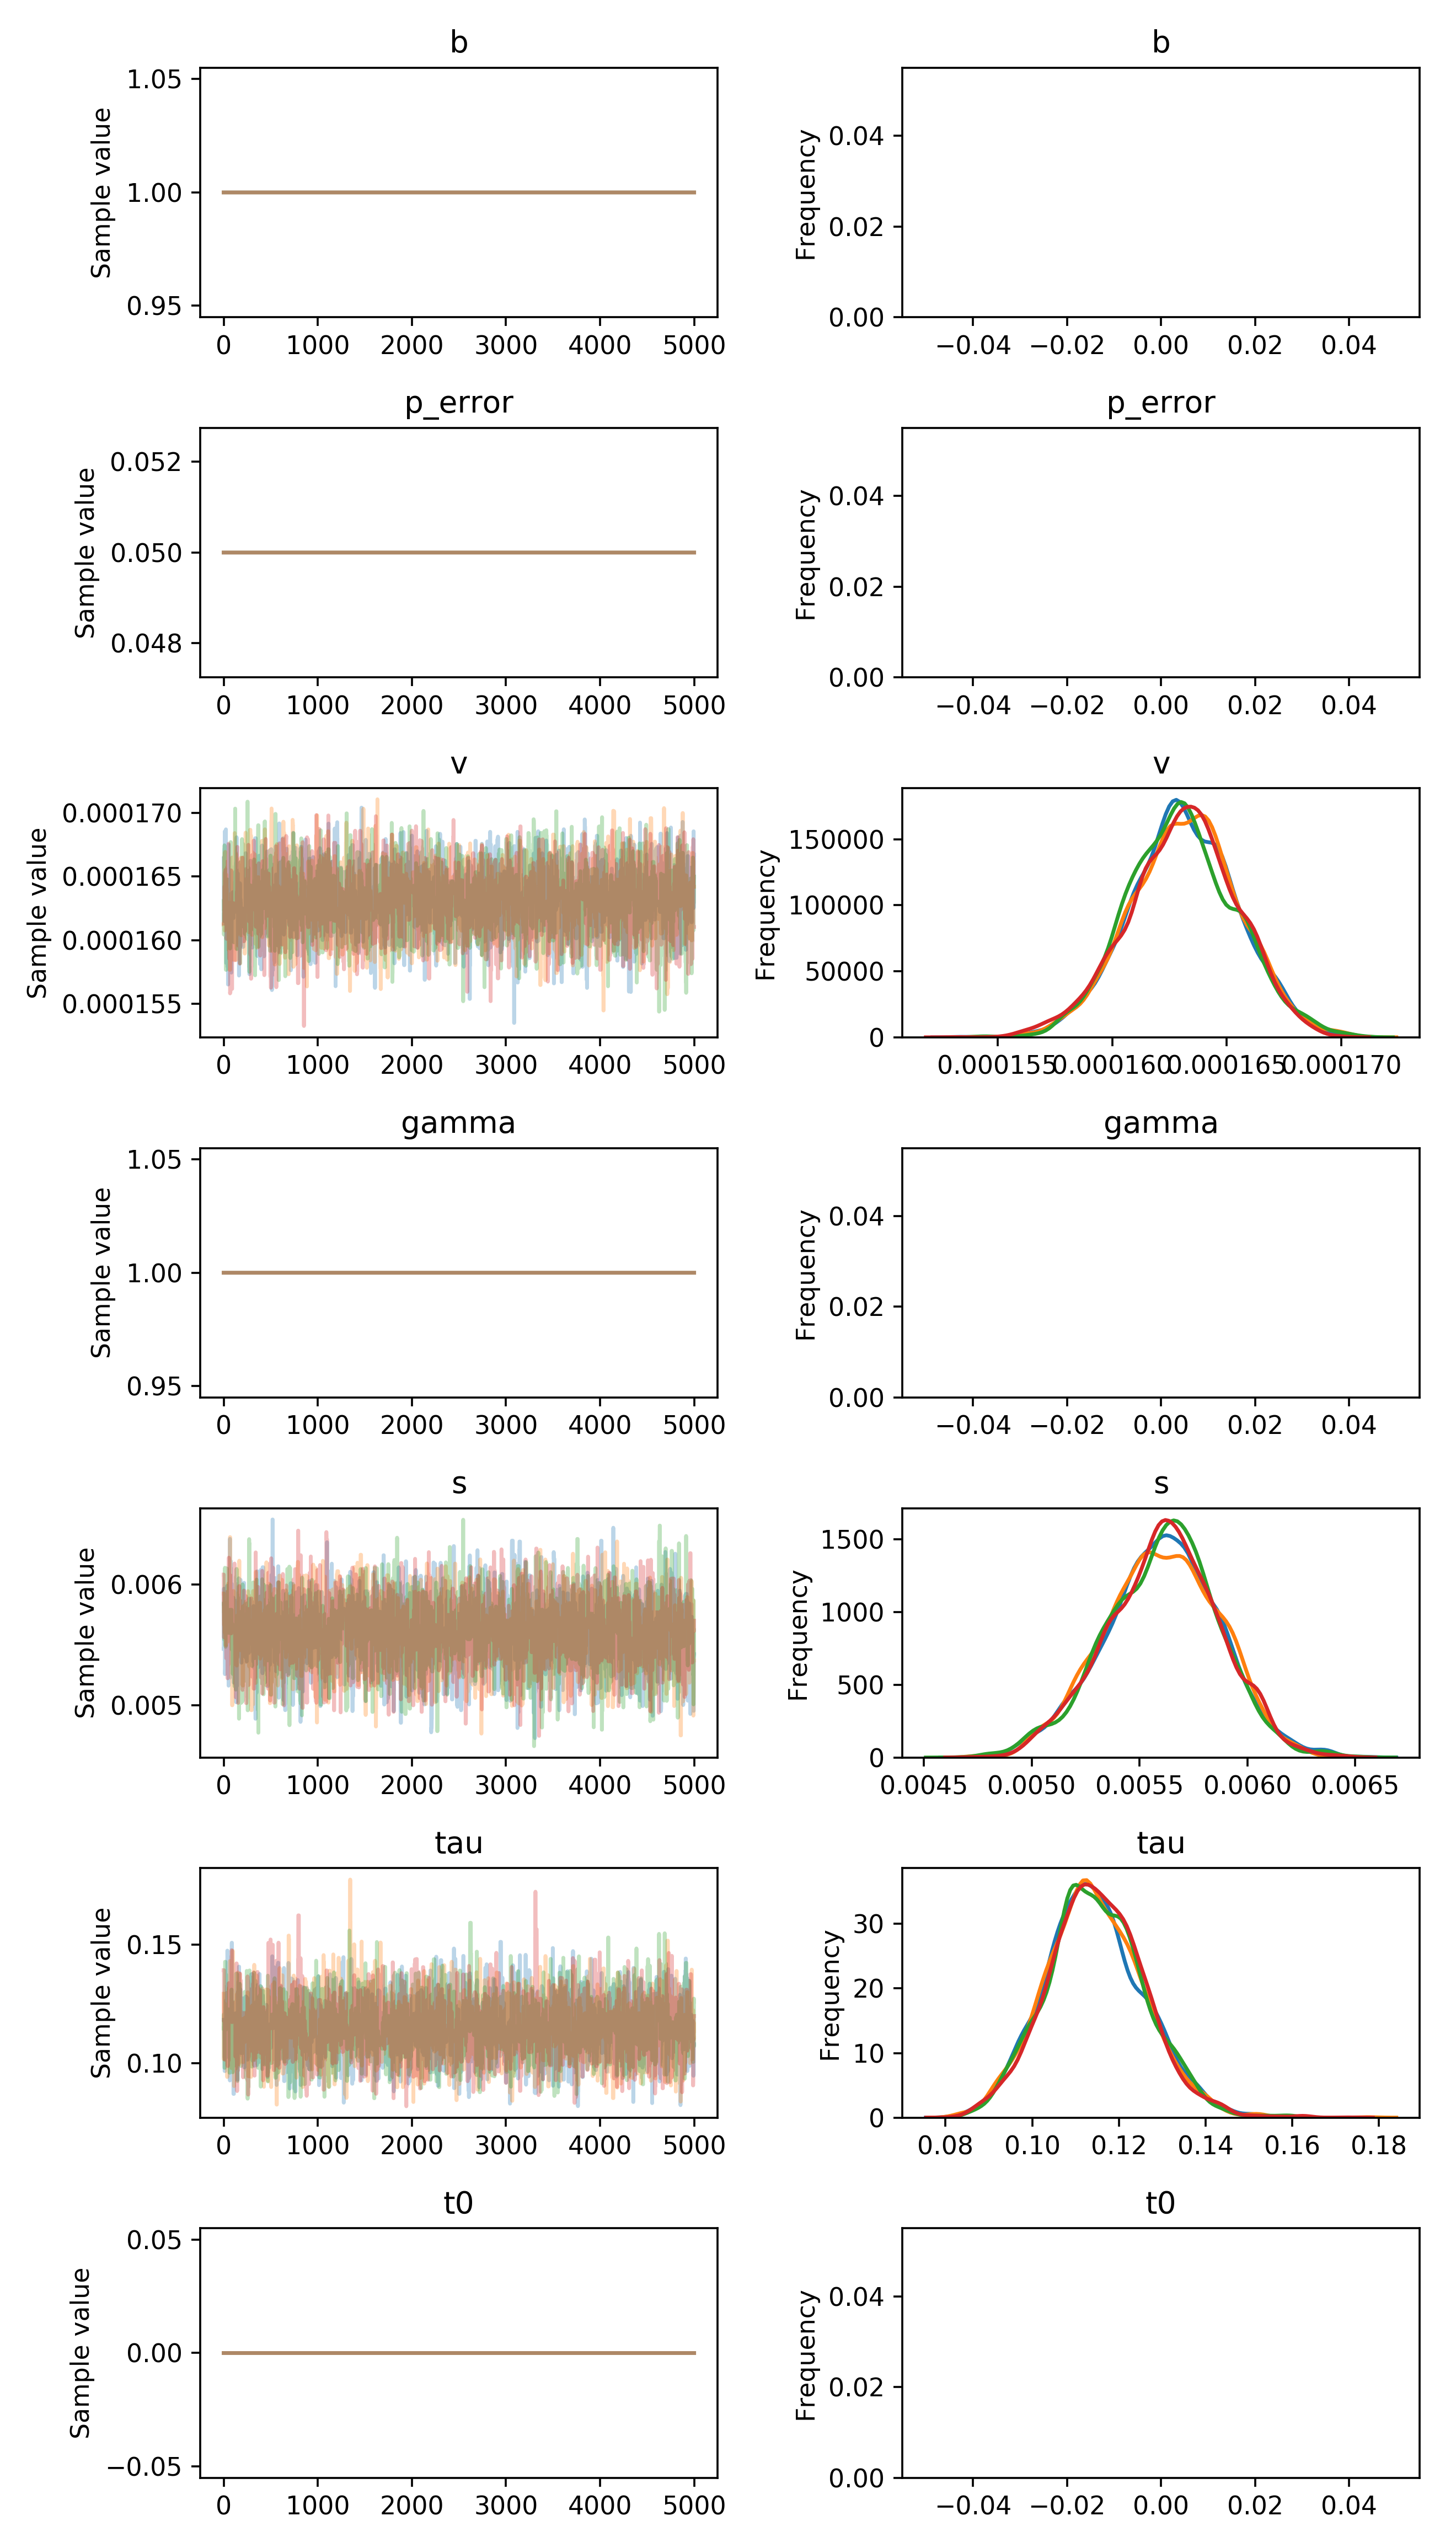 b
b
Sample value
1.05
1.00
0.95
0 1000 2000 3000 4000 5000
Frequency
0.04
0.02
0.00
−0.04 −0.02 0.00 0.02 0.04
p_error
p_error
Sample value
0.052
0.050
0.048
0 1000 2000 3000 4000 5000
Frequency
0.04
0.02
0.00
−0.04 −0.02 0.00 0.02 0.04
v
v
Sample value
0.000170
0.000165
0.000160
0.000155
0 1000 2000 3000 4000 5000
Frequency
150000
100000
50000
0
0.000155 0.000160 0.000165 0.000170
gamma
gamma
Sample value
1.05
1.00
0.95
0 1000 2000 3000 4000 5000
Frequency
0.04
0.02
0.00
−0.04 −0.02 0.00 0.02 0.04
s
s
Sample value
0.006
0.005
0 1000 2000 3000 4000 5000
Frequency
1500
1000
500
0
0.0045 0.0050 0.0055 0.0060 0.0065
tau
tau
Sample value
0.15
0.10
0 1000 2000 3000 4000 5000
Frequency
30
20
10
0
0.08 0.10 0.12 0.14 0.16 0.18
t0
t0
Sample value
0.05
0.00
−0.05
0 1000 2000 3000 4000 5000
Frequency
0.04
0.02
0.00
−0.04 −0.02 0.00 0.02 0.04